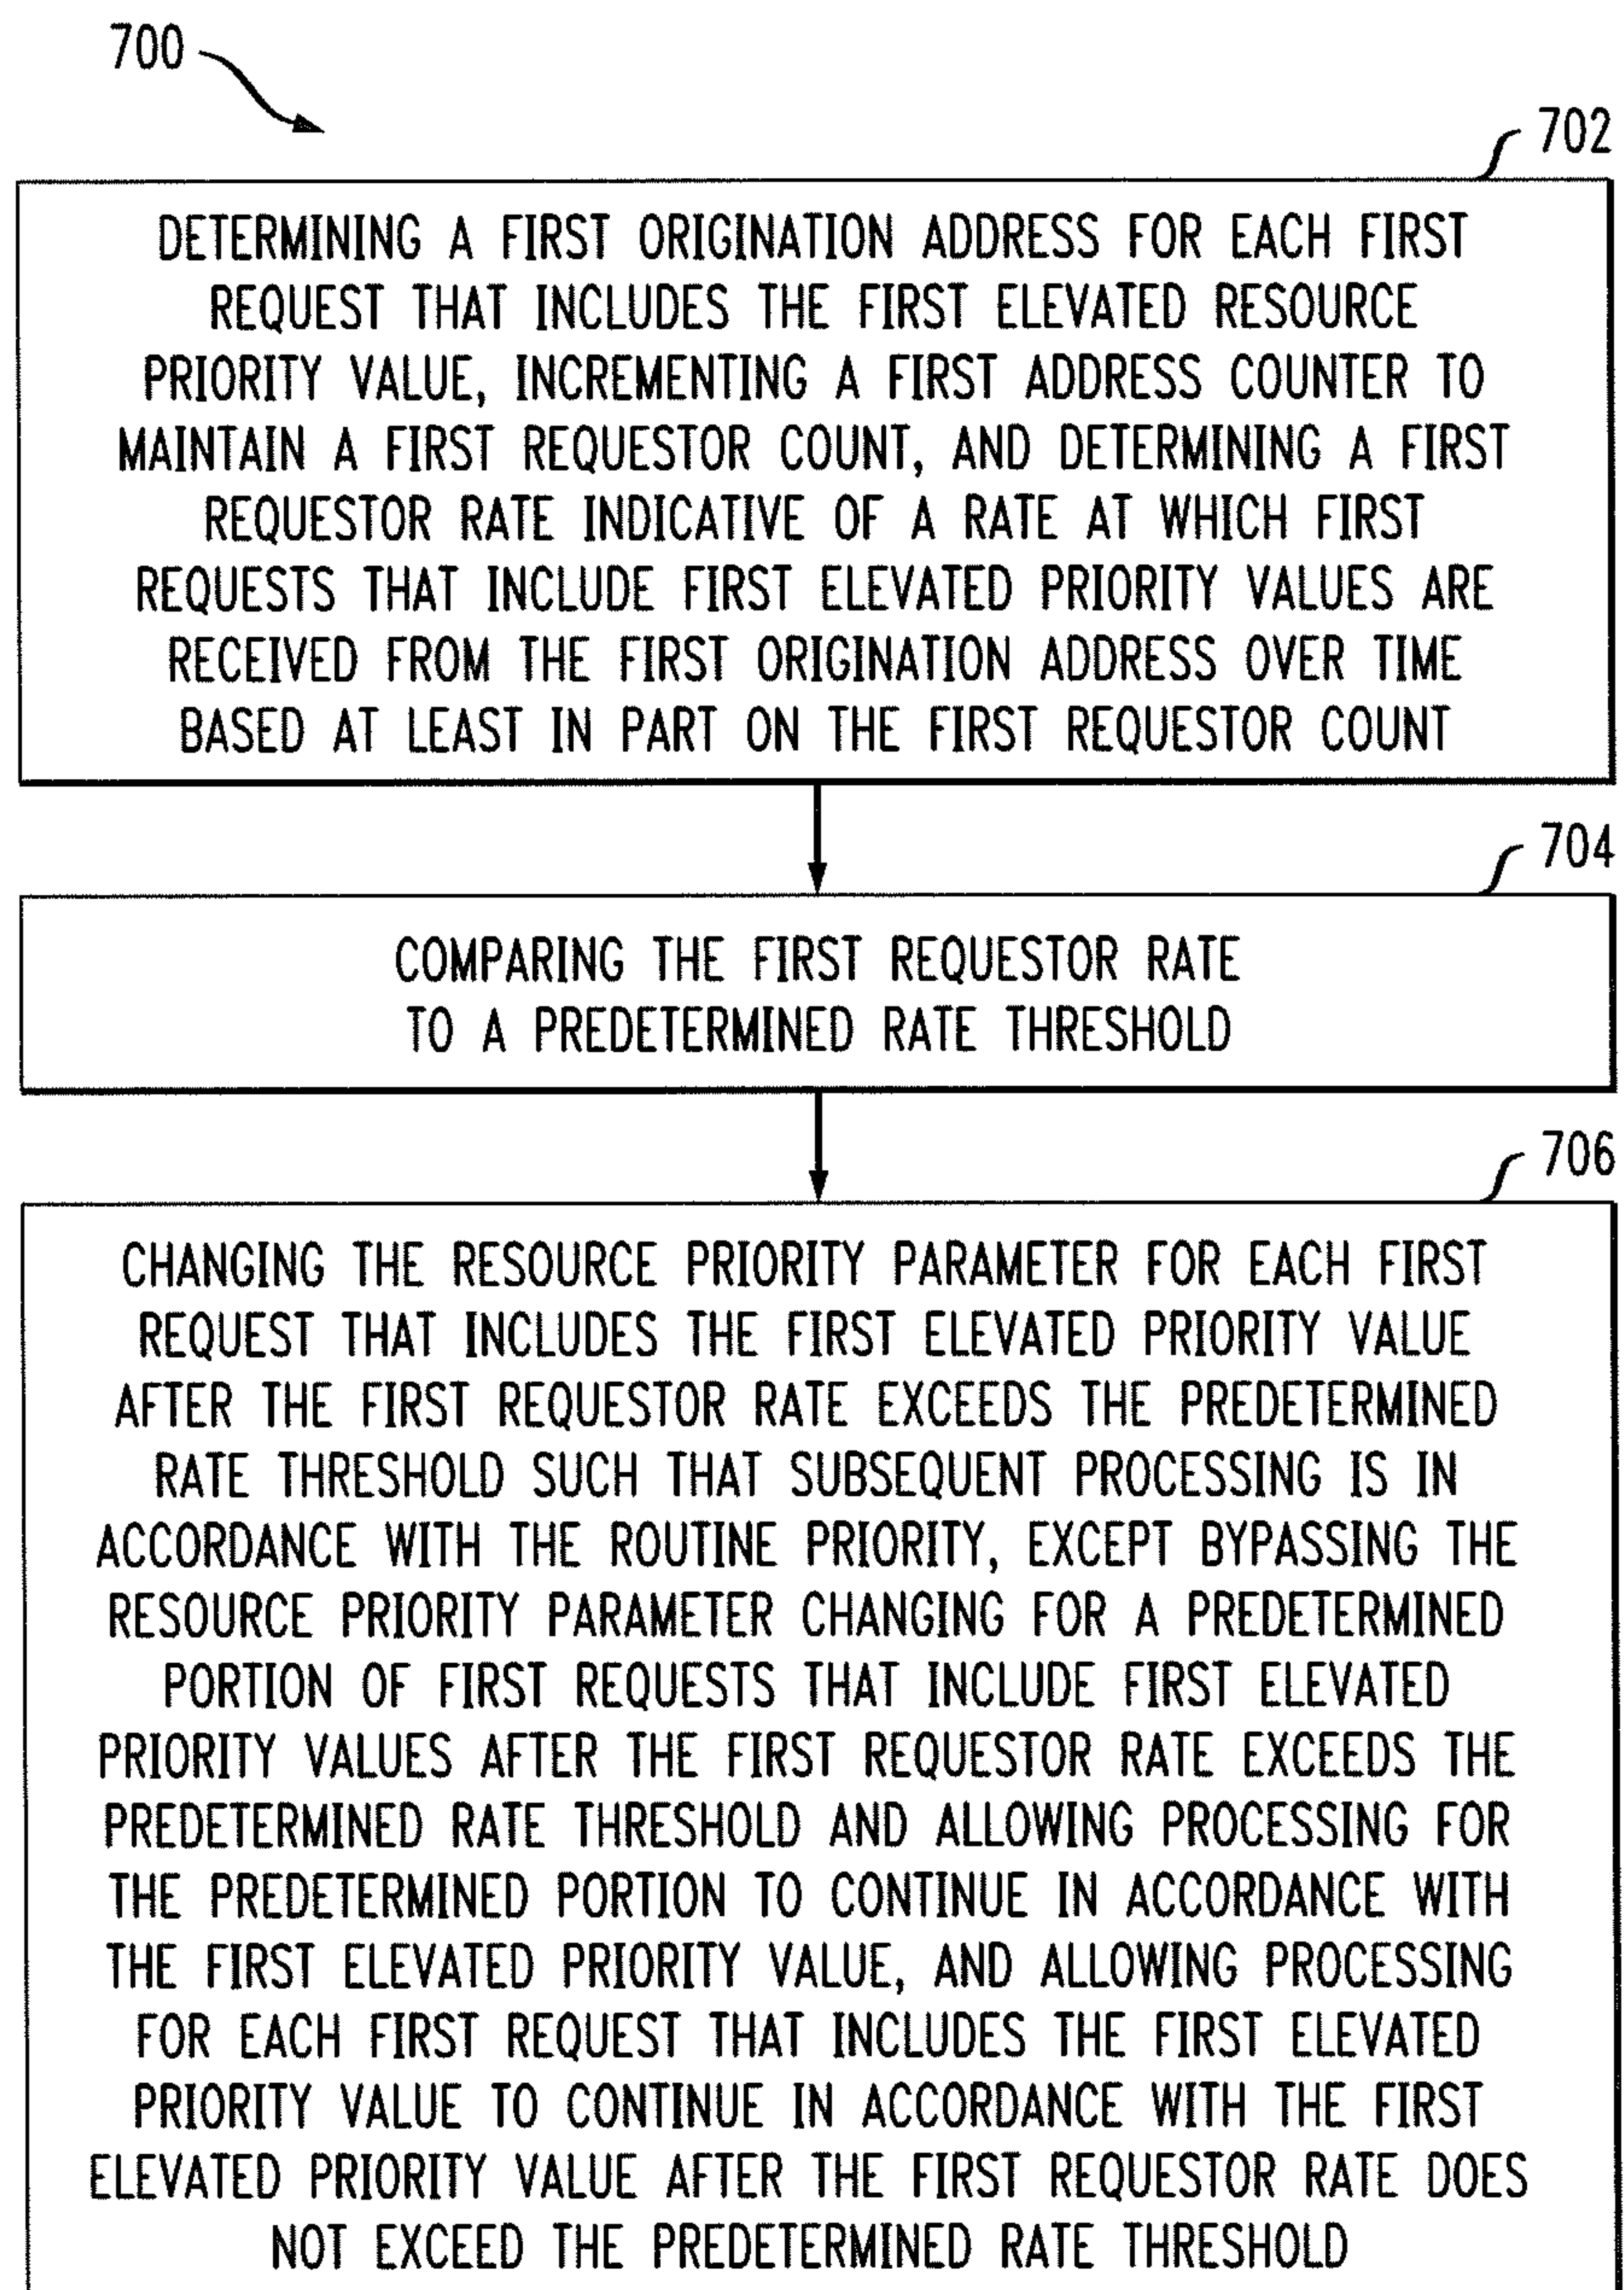 700
702
DETERMINING A FIRST ORIGINATION ADDRESS FOR EACH FIRST
REQUEST THAT INCLUDES THE FIRST ELEVATED RESOURCE
PRIORITY VALUE, INCREMENTING A FIRST ADDRESS COUNTER TO
MAINTAIN A FIRST REQUESTOR COUNT, AND DETERMINING A FIRST
REQUESTOR RATE INDICATIVE OF A RATE AT WHICH FIRST
REQUESTS THAT INCLUDE FIRST ELEVATED PRIORITY VALUES ARE
RECEIVED FROM THE FIRST ORIGINATION ADDRESS OVER TIME
BASED AT LEAST IN PART ON THE FIRST REQUESTOR COUNT
704
COMPARING THE FIRST REQUESTOR RATE
TO A PREDETERMINED RATE THRESHOLD
706
CHANGING THE RESOURCE PRIORITY PARAMETER FOR EACH FIRST
REQUEST THAT INCLUDES THE FIRST ELEVATED PRIORITY VALUE
AFTER THE FIRST REQUESTOR RATE EXCEEDS THE PREDETERMINED
RATE THRESHOLD SUCH THAT SUBSEQUENT PROCESSING IS IN
ACCORDANCE WITH THE ROUTINE PRIORITY, EXCEPT BYPASSING THE
RESOURCE PRIORITY PARAMETER CHANGING FOR A PREDETERMINED
PORTION OF FIRST REQUESTS THAT INCLUDE FIRST ELEVATED
PRIORITY VALUES AFTER THE FIRST REQUESTOR RATE EXCEEDS THE
PREDETERMINED RATE THRESHOLD AND ALLOWING PROCESSING FOR
THE PREDETERMINED PORTION TO CONTINUE IN ACCORDANCE WITH
THE FIRST ELEVATED PRIORITY VALUE, AND ALLOWING PROCESSING
FOR EACH FIRST REQUEST THAT INCLUDES THE FIRST ELEVATED
PRIORITY VALUE TO CONTINUE IN ACCORDANCE WITH THE FIRST
ELEVATED PRIORITY VALUE AFTER THE FIRST REQUESTOR RATE DOES
NOT EXCEED THE PREDETERMINED RATE THRESHOLD